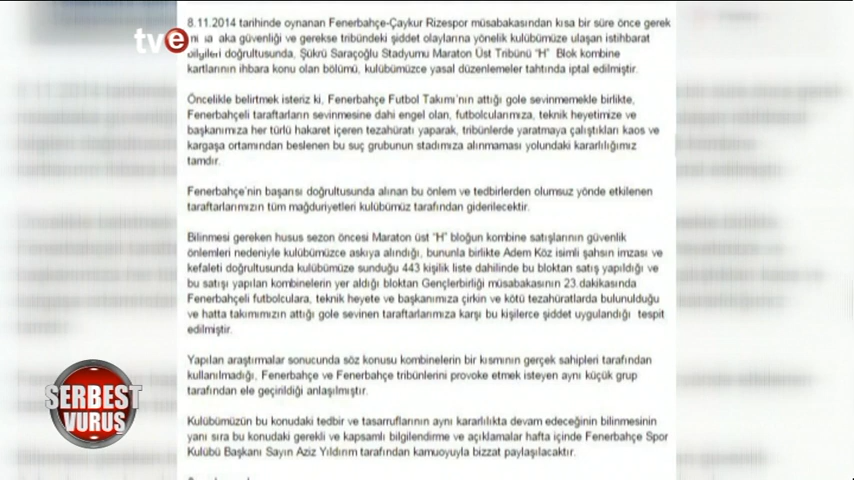 8.11.2014 tarihinde oynanan Fenerbahçe-Çaykur Rizespor müsabakasından kısa bir süre önce gerek
aka güvenliği ve gerekse tribündeki şiddet olaylarına yönelik kulübümüze ulaşan istihbarat
bilgileri doğrultusunda, Şükrü Saraçoğlu Stadyumu Maraton Üst Tribünü "H" Blok kombine
kartlarının ihbara konu olan bölümü, kulübümüzce yasal düzenlemeler tahtında iptal edilmiştir.
Öncelikle belirtmek isteriz ki, Fenerbahçe Futbol Takımı'nın attığı gole sevinmemekle birlikte,
Fenerbahçeli taraftarların sevinmesine dahi engel olan, futbolcularımıza, teknik heyetimize ve
başkanımıza her türlü hakaret içeren tezahüratı yaparak, tribünlerde yaratmaya çalıştıkları kaos ve
kargaşa ortamından beslenen bu suç grubunun stadımıza alınmaması yolundaki kararlılığımız
tamdır.
Fenerbahçe'nin başarısı doğrultusunda alınan bu önlem ve tedbirlerden olumsuz yönde etkilenen
taraftarlarımızın tüm mağduriyetleri kulübümüz tarafından giderilecektir.
Bilinmesi gereken husus sezon öncesi Maraton üst "H" bloğun kombine satışlarının güvenlik
önlemleri nedeniyle kulübümüzce askıya alındığı, bununla birlikte Adem Köz isimli şahsın imzası ve
kefaleti doğrultusunda kulübümüze sunduğu 443 kişilik liste dahilinde bu bloktan satış yapıldığı ve
bu satışı yapılan kombinelerin yer aldığı bloktan Gençlerbirliği müsabakasının 23.dakikasında
Fenerbahçeli futbolculara, teknik heyete ve başkanımıza çirkin ve kötü tezahüratlarda bulunulduğu
ve hatta takımımızın attığı gole sevinen taraftarlarımıza karşı bu kişilerce şiddet uygulandığı tespit
edilmiştir.
Yapılan araştırmalar sonucunda söz konusu kombinelerin bir kısmının gerçek sahipleri tarafından
kullanılmadığı, Fenerbahçe ve Fenerbahçe tribünlerini provoke etmek isteyen aynı küçük grup
tarafından ele geçirildiği anlaşılmıştır.
Kulübümüzün bu konudaki tedbir ve tasarruflarının aynı kararlılıkta devam edeceğinin bilinmesinin
yanı sıra bu konudaki gerekli ve kapsamlı bilgilendirme ve açıklamalar hafta içinde Fenerbahçe Spor
Kulübü Başkanı Sayın Aziz Yıldırım tarafından kamuoyuyla bizzat paylaşılacaktır.
tve
SERBEST
VURUŞ